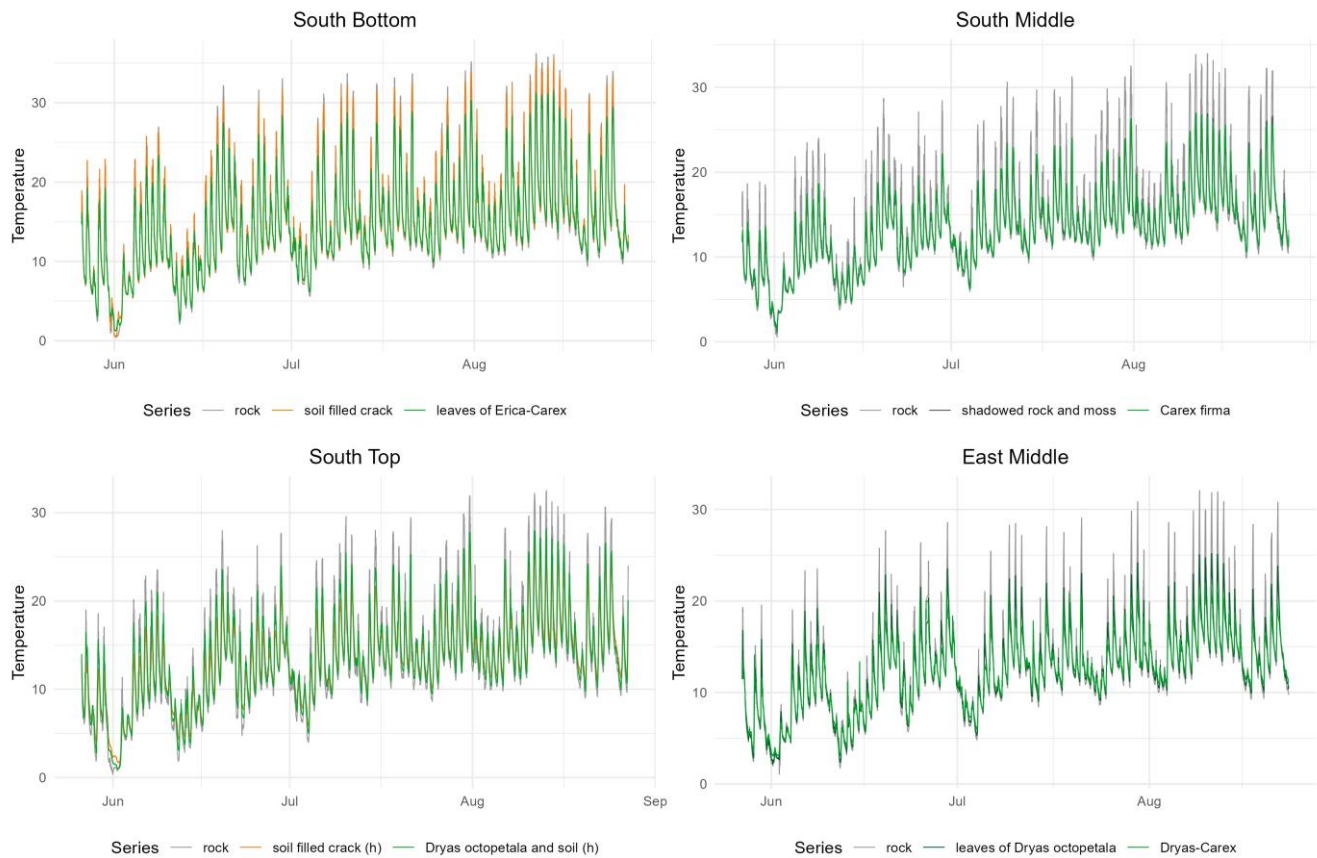 South Bottom
Temperature
30
20
10
0
Jun Jul Aug
Series rock soil filled crack leaves of Erica-Carex
South Middle
Temperature
30
20
10
0
Jun Jul Aug
Series rock shadowed rock and moss Carex firma
South Top
Temperature
30
20
10
0
Jun Jul Aug Sep
Series rock soil filled crack (h) Dryas octopetala and soil (h)
East Middle
Temperature
30
20
10
0
Jun Jul Aug
Series rock leaves of Dryas octopetala Dryas-Carex